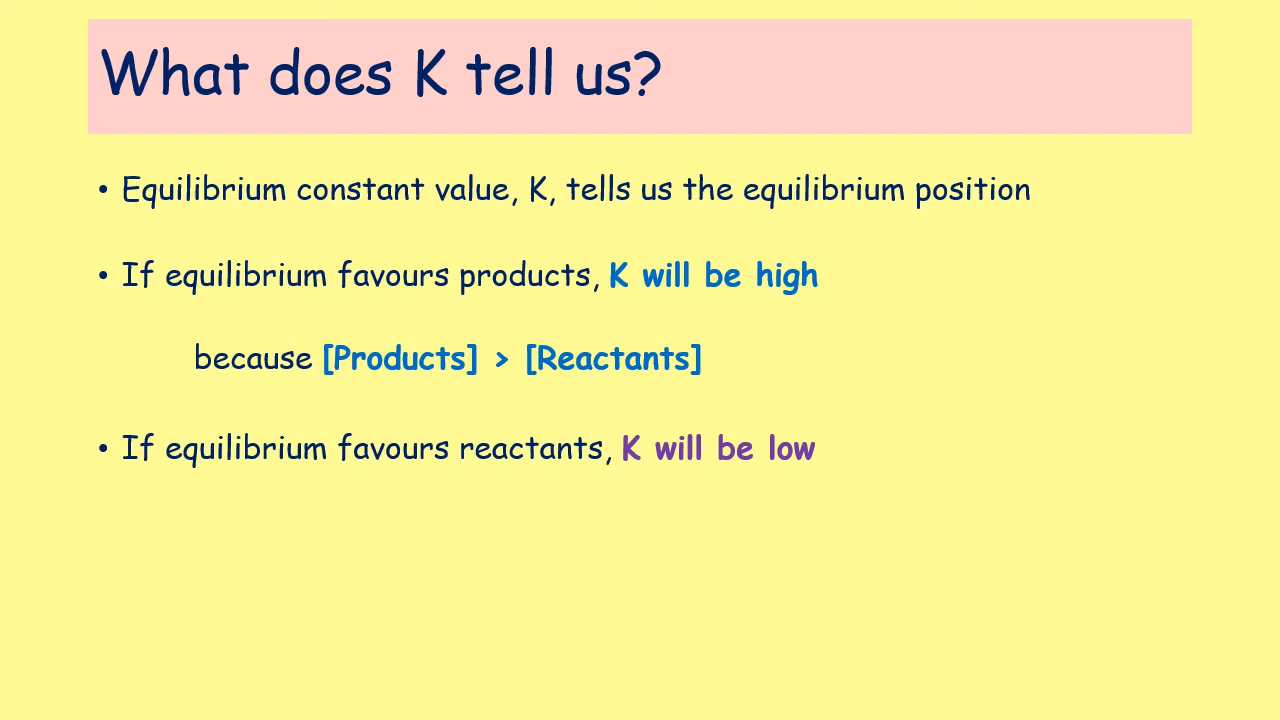 What does K tell us?
• Equilibrium constant value, K, tells us the equilibrium position
• If equilibrium favours products, K will be high
because [Products] > [Reactants]
• If equilibrium favours reactants, K will be low